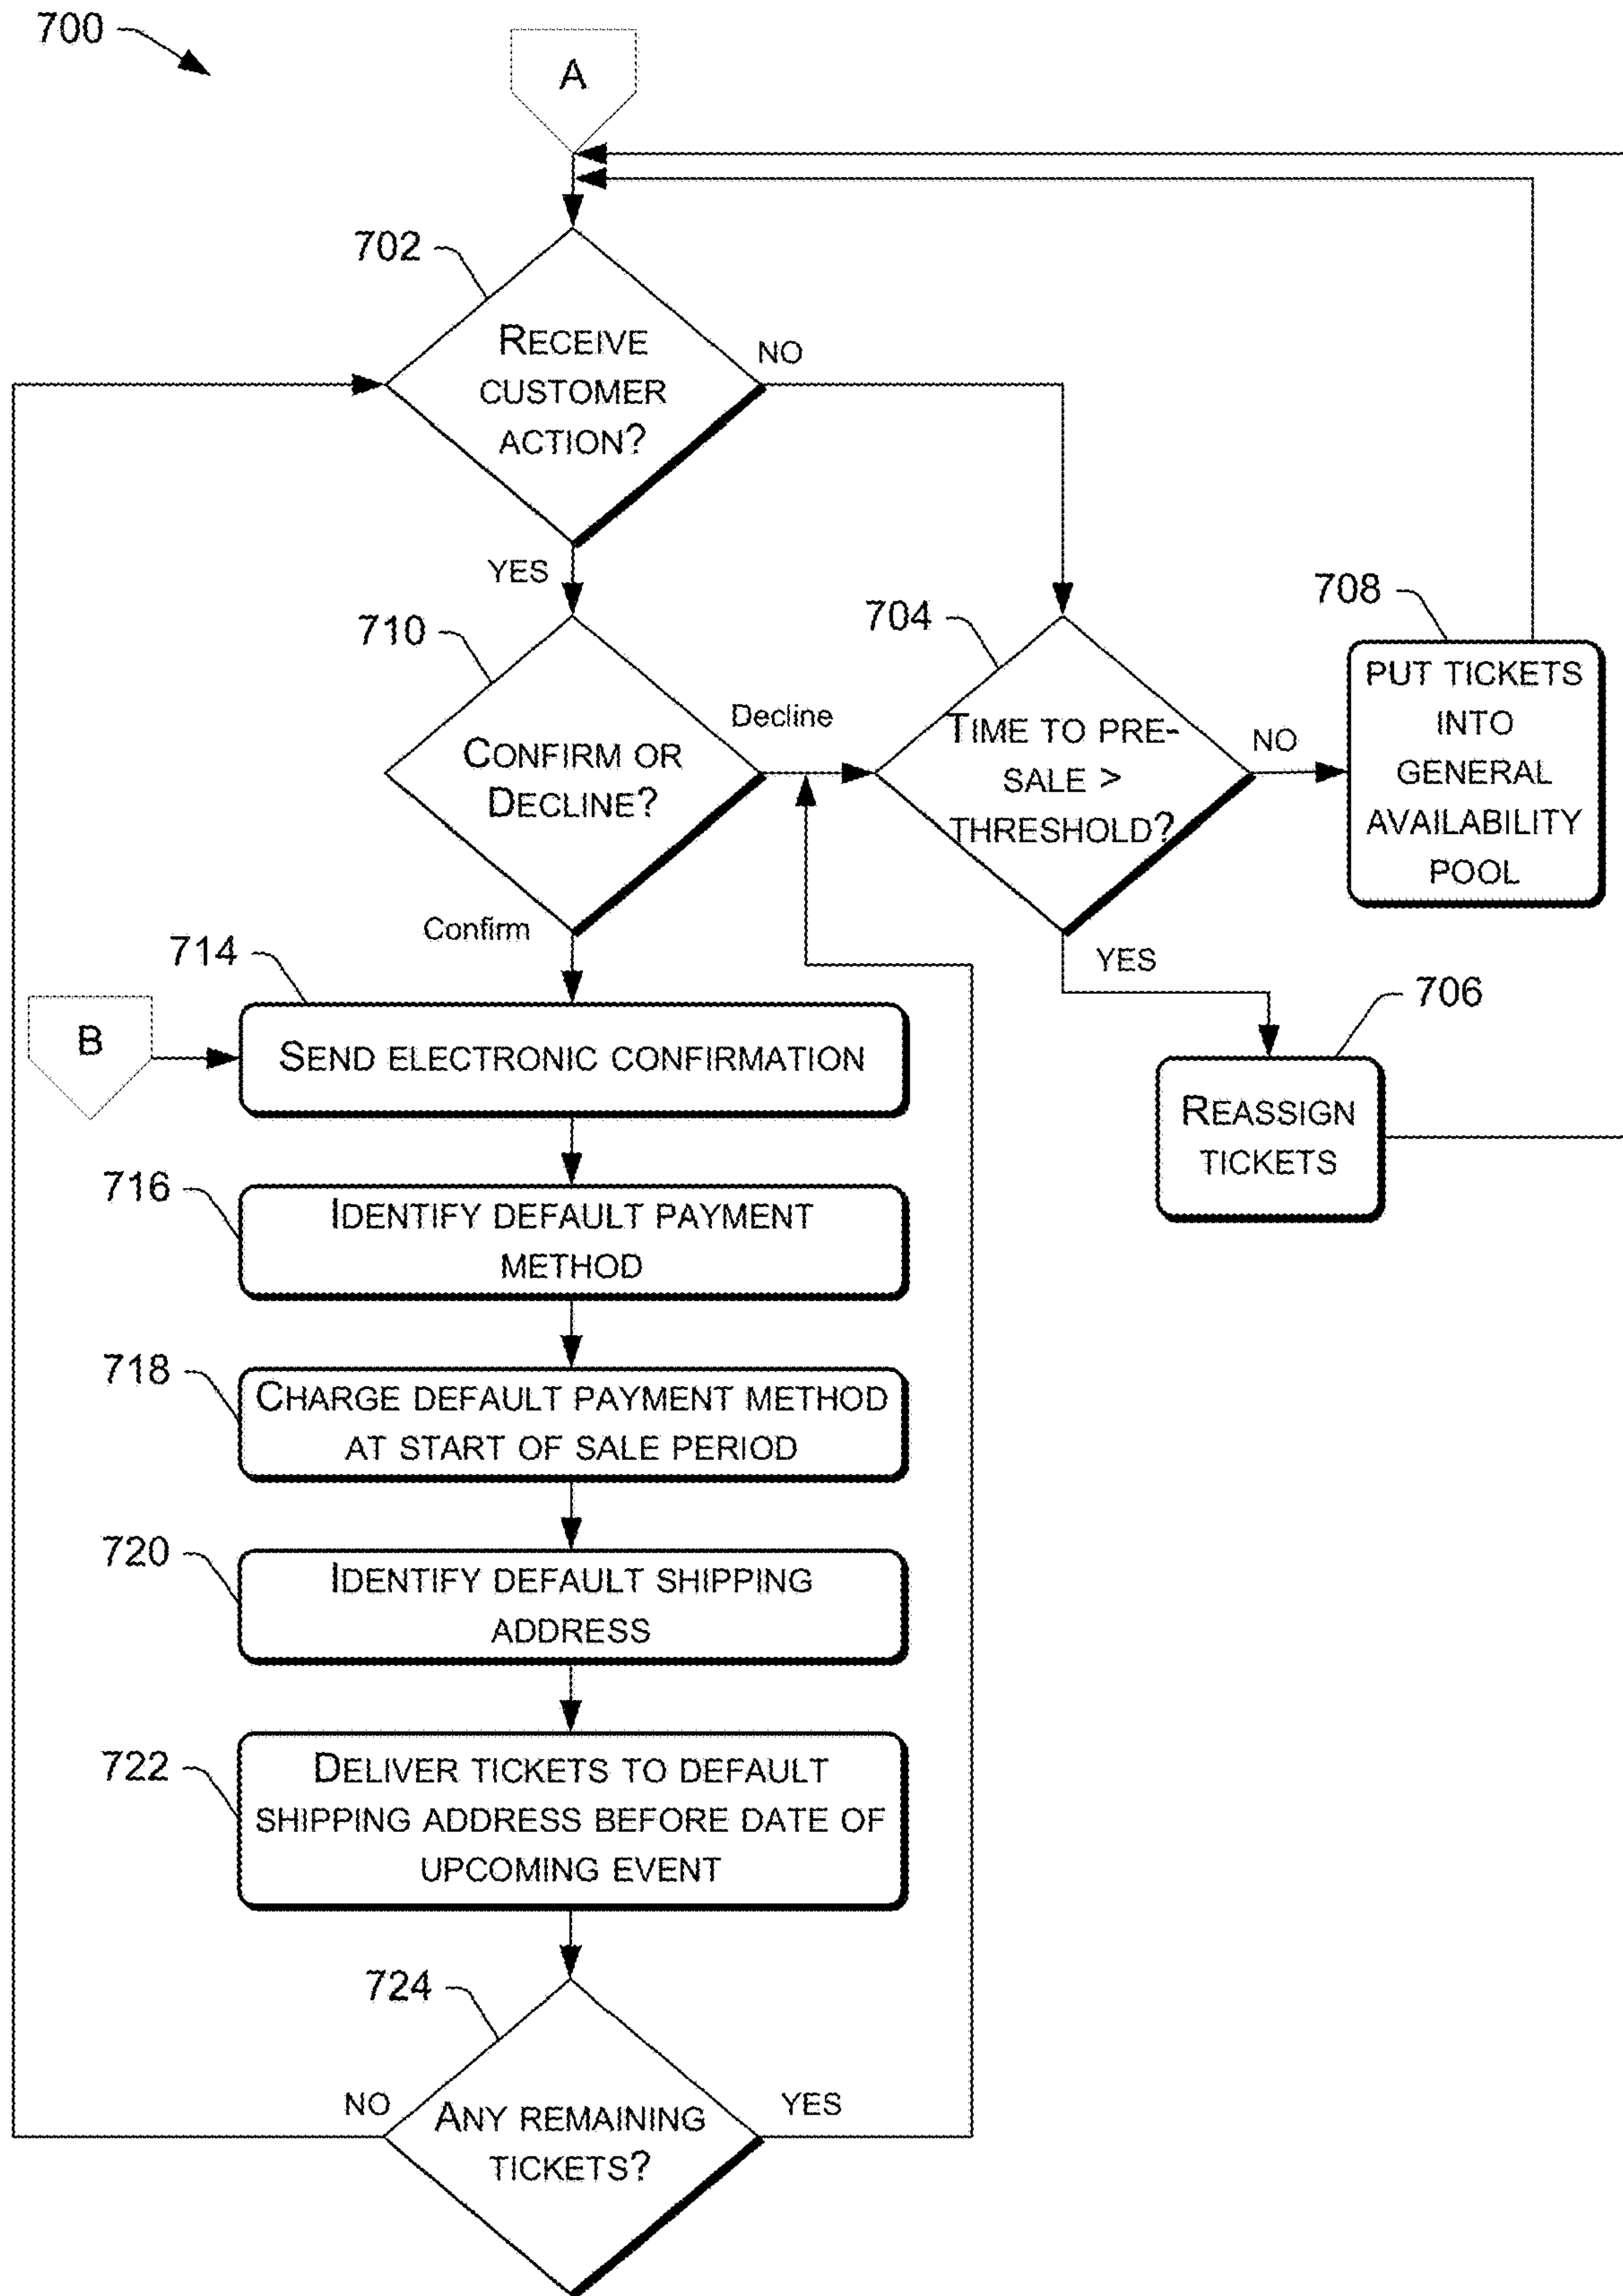 700
A
702
RECEIVE
CUSTOMER
ACTION?
NO
YES
710
CONFIRM OR
DECLINE?
Decline
Confirm
704
TIME TO PRE-
SALE >
THRESHOLD?
NO
YES
708
PUT TICKETS
INTO
GENERAL
AVAILABILITY
POOL
706
REASSIGN
TICKETS
714
B
SEND ELECTRONIC CONFIRMATION
716
IDENTIFY DEFAULT PAYMENT
METHOD
718
CHARGE DEFAULT PAYMENT METHOD
AT START OF SALE PERIOD
720
IDENTIFY DEFAULT SHIPPING
ADDRESS
722
DELIVER TICKETS TO DEFAULT
SHIPPING ADDRESS BEFORE DATE OF
UPCOMING EVENT
724
NO
ANY REMAINING
TICKETS?
YES